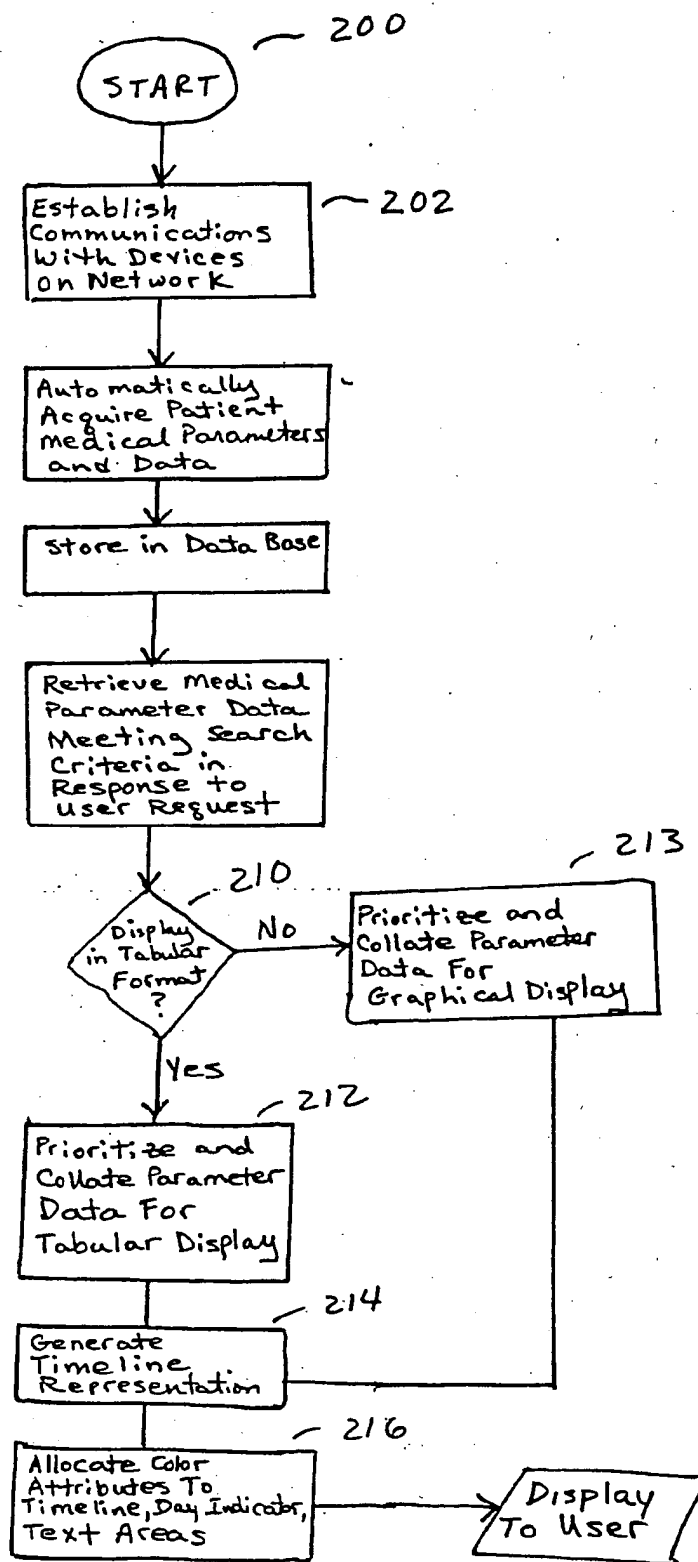 200
START
202
Establish
Communications
With Devices
on Network
Automatically
Acquire Patient
Medical Parameters
and Data
Store in Data Base
Retrieve Medical
Parameter Data
Meeting Search
Criteria in
Response to
User Request
210
Display
in Tabular
Format
?
No
213
Prioritize and
Collate Parameter
Data For
Graphical Display
Yes
212
Prioritize and
Collate Parameter
Data For
Tabular Display
214
Generate
Timeline
Representation
216
Allocate Color
Attributes To
Timeline, Day Indicator,
Text Areas
Display
To User